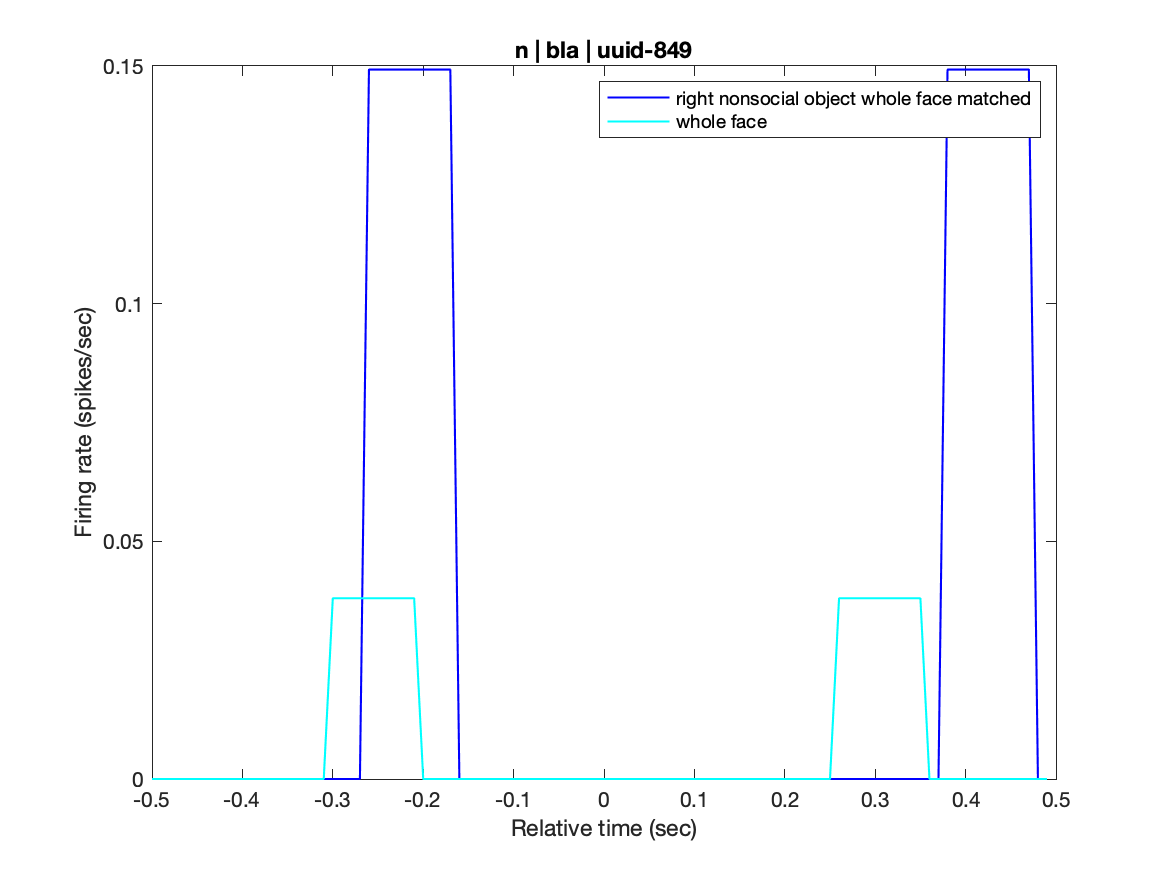 n | bla | uuid-849
right nonsocial object whole face matched
whole face
Firing rate (spikes/sec)
0.15
0.1
0.05
0
-0.5 -0.4 -0.3 -0.2 -0.1 0 0.1 0.2 0.3 0.4 0.5
Relative time (sec)